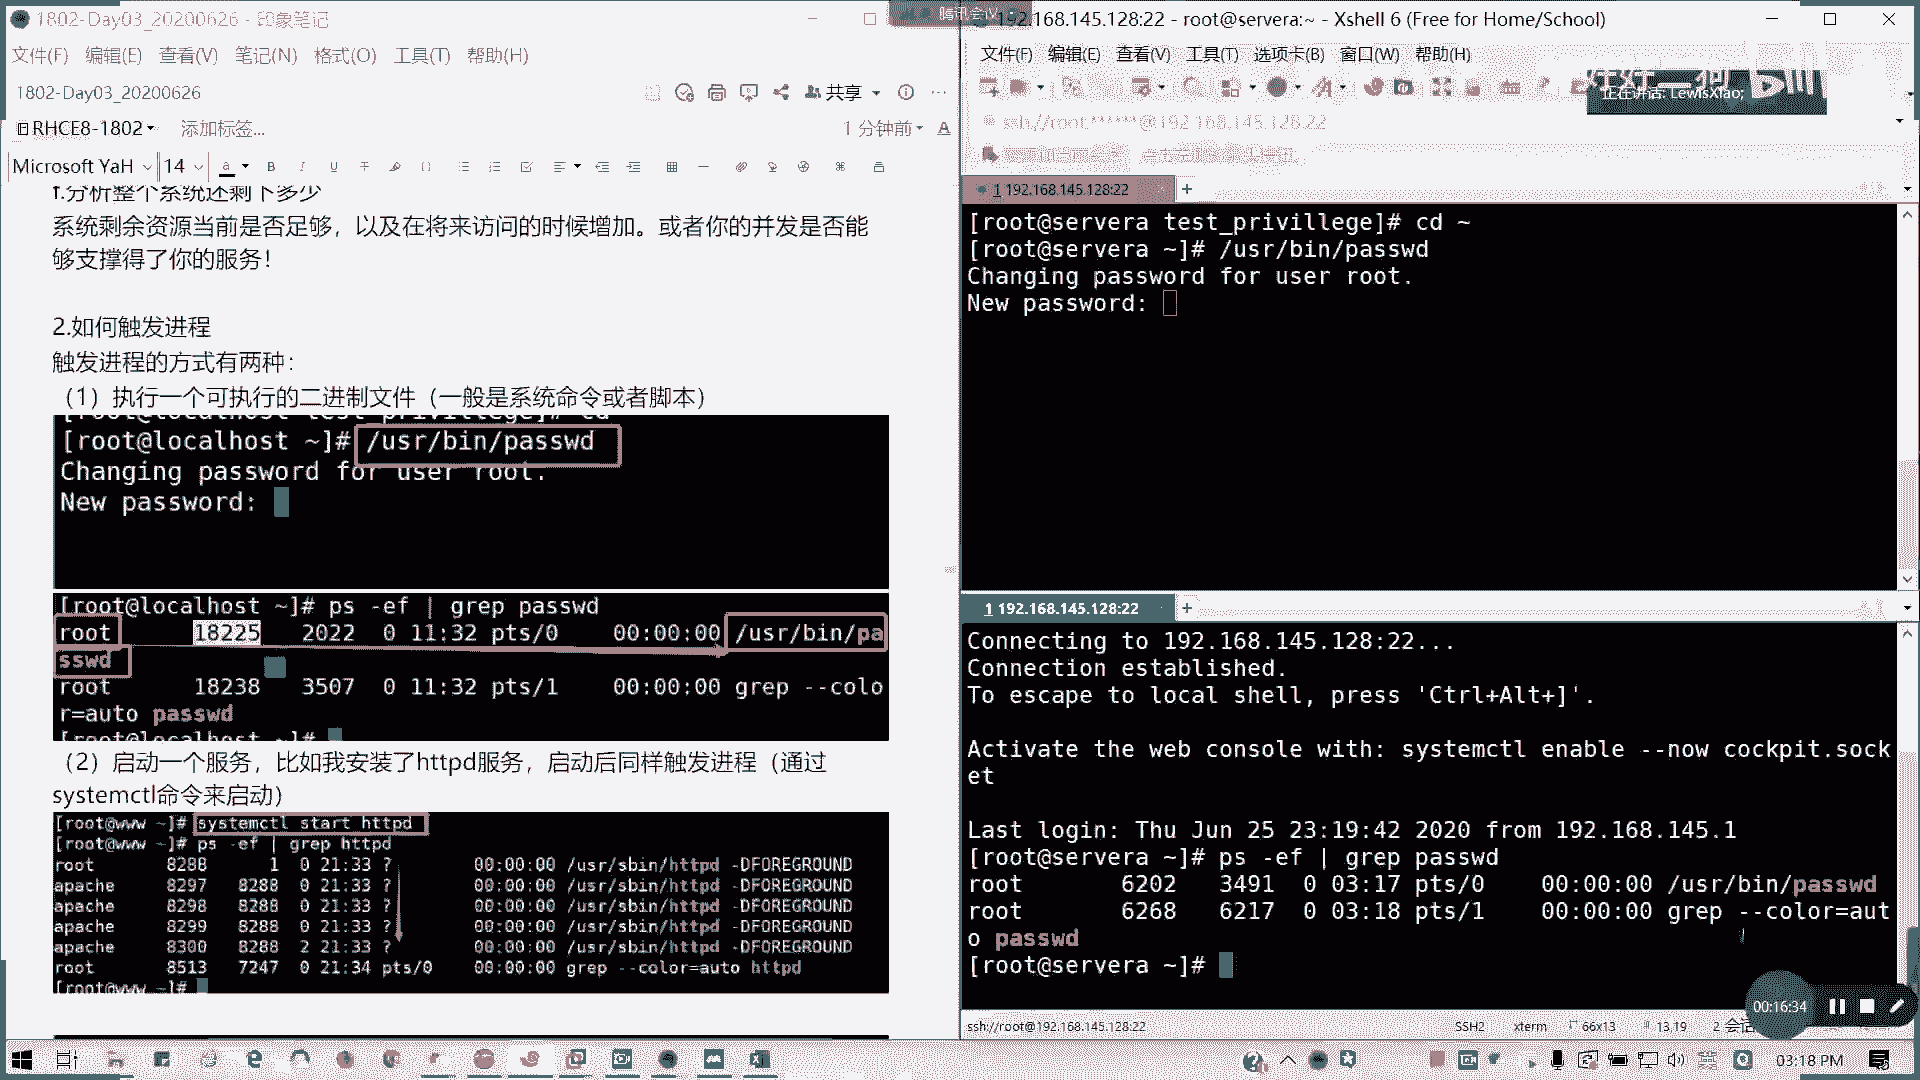 1802-Day03_20200626 - 印象笔记
文件(F) 编辑(E) 查看(V) 笔记(N) 格式(O) 工具(T) 帮助(H)
1802-Day03_20200626
共享
RHCE8-1802
添加标签...
1 分钟前
Microsoft YaH
14
1.分析整个系统还剩下多少
系统剩余资源当前是否足够，以及在将来访问的时候增加。或者你的并发是否能
够支撑得了你的服务！
2.如何触发进程
触发进程的方式有两种：
（1）执行一个可执行的二进制文件（一般是系统命令或者脚本）
[root@localhost ~]# /usr/bin/passwd
Changing password for user root.
New password:
[root@localhost ~]# ps -ef | grep passwd
root 18225 2022 0 11:32 pts/0 00:00:00 /usr/bin/pa
sswd
root 18238 3507 0 11:32 pts/1 00:00:00 grep --colo
r=auto passwd
[root@localhost ~]#
（2）启动一个服务，比如我安装了httpd服务，启动后同样触发进程（通过
systemctl命令来启动）
[root@www ~]# systemctl start httpd
[root@www ~]# ps -ef | grep httpd
root 8288 1 0 21:33 ? 00:00:00 /usr/sbin/httpd -DFOREGROUND
apache 8297 8288 0 21:33 ? 00:00:00 /usr/sbin/httpd -DFOREGROUND
apache 8298 8288 0 21:33 ? 00:00:00 /usr/sbin/httpd -DFOREGROUND
apache 8299 8288 0 21:33 ? 00:00:00 /usr/sbin/httpd -DFOREGROUND
apache 8300 8288 2 21:33 ? 00:00:00 /usr/sbin/httpd -DFOREGROUND
root 8513 7247 0 21:34 pts/0 00:00:00 grep --color=auto httpd
[root@www ~]#
腾讯会议
192.168.145.128:22 - root@servera:~ - Xshell 6 (Free for Home/School)
文件(F) 编辑(E) 查看(V) 工具(T) 选项卡(B) 窗口(W) 帮助(H)
正在讲话: LewisXiao;
ssh://root:******@192.168.145.128:22
1 192.168.145.128:22
[root@servera test_privillege]# cd ~
[root@servera ~]# /usr/bin/passwd
Changing password for user root.
New password:
1 192.168.145.128:22
Connecting to 192.168.145.128:22...
Connection established.
To escape to local shell, press 'Ctrl+Alt+]'.
Activate the web console with: systemctl enable --now cockpit.sock
et
Last login: Thu Jun 25 23:19:42 2020 from 192.168.145.1
[root@servera ~]# ps -ef | grep passwd
root 6202 3491 0 03:17 pts/0 00:00:00 /usr/bin/passwd
root 6268 6217 0 03:18 pts/1 00:00:00 grep --color=aut
o passwd
[root@servera ~]#
00:16:34
ssh://root@192.168.145.128:22
SSH2
xterm
66x13
13,19
2 会话
03:18 PM